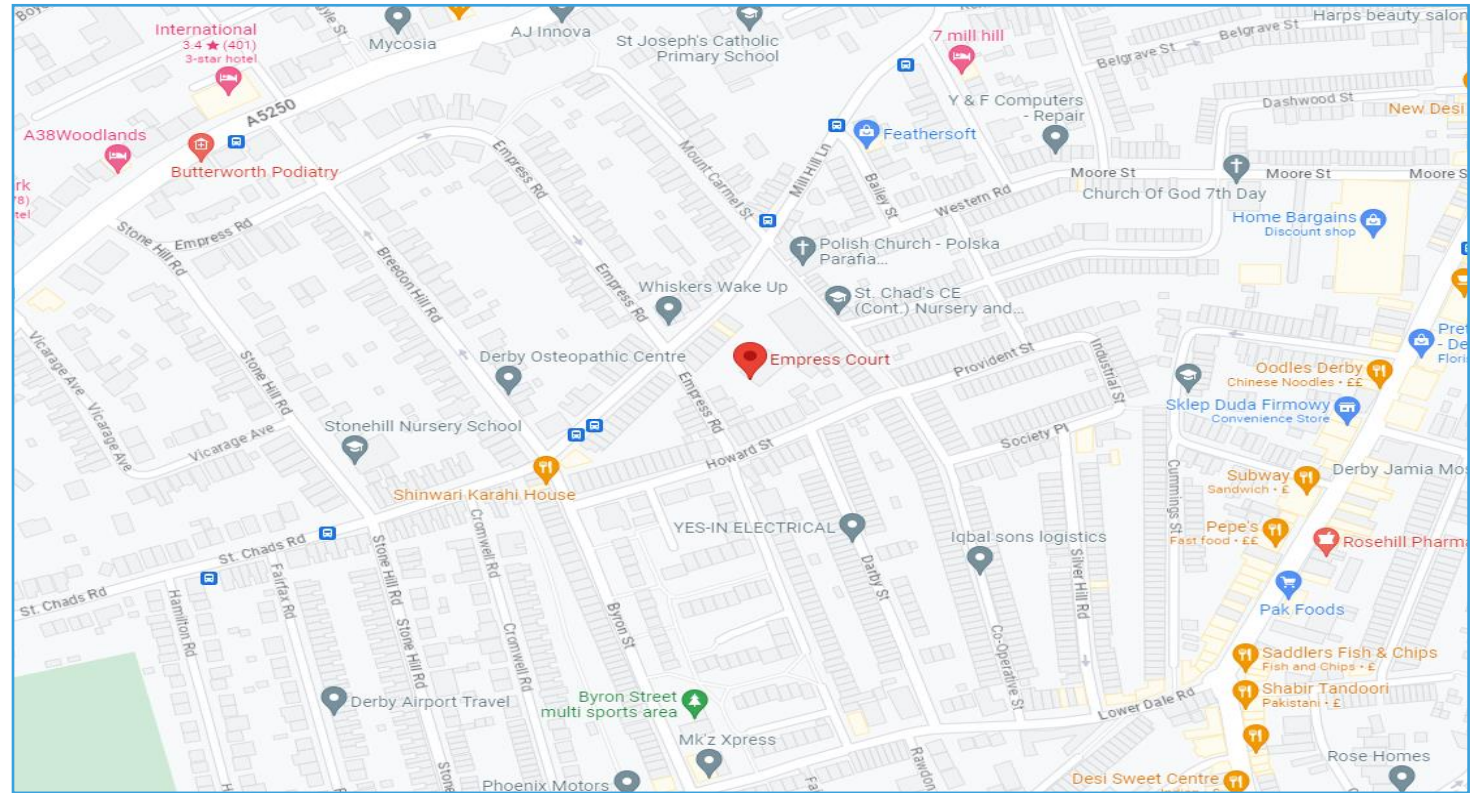 Harps beauty salon
International
3.4 ★ (401)
3-star hotel
Mycosia
AJ Innova
St Joseph's Catholic
Primary School
7 mill hill
Belgrave St
Belgrave St
Y & F Computers
- Repair
Dashwood St
New Desi
A5250
A38Woodlands
Butterworth Podiatry
Feathersoft
Empress Rd
Mount Carmel St
Mill Hill Ln
Bailey St
Western Rd
Moore St
Moore St
Moore S
Church Of God 7th Day
Home Bargains
Discount shop
Stone Hill Rd
Empress Rd
Breedon Hill Rd
Empress Rd
Polish Church - Polska
Parafia...
Whiskers Wake Up
St. Chad's CE
(Cont.) Nursery and...
Vicarage Ave
Vicarage Ave
Vicarage Ave
Stone Hill Rd
Derby Osteopathic Centre
Empress Court
Empress Rd
Provident St
Industrial St
Oodles Derby
Chinese Noodles · ££
Sklep Duda Firmowy
Convenience Store
Stonehill Nursery School
Howard St
Society Pl
Cummings St
Subway
Sandwich · £
Derby Jamia
Shinwari Karahi House
Cromwell Rd
YES-IN ELECTRICAL
Iqbal sons logistics
Pepe's
Fast food · ££
Rosehill Pharma
St. Chads Rd
St. Chads Rd
Hamilton Rd
Fairfax Rd
Stone Hill Rd
Stone Hill Rd
Cromwell Rd
Byron St
Darby St
Silver Hill Rd
Co-Operative St
Pak Foods
Saddlers Fish & Chips
Fish and Chips · £
Shabir Tandoori
Pakistani · £
Lower Dale Rd
Derby Airport Travel
Byron Street
multi sports area
Mk'z Xpress
Phoenix Motors
Rawdon
Rose Homes
Desi Sweet Centre